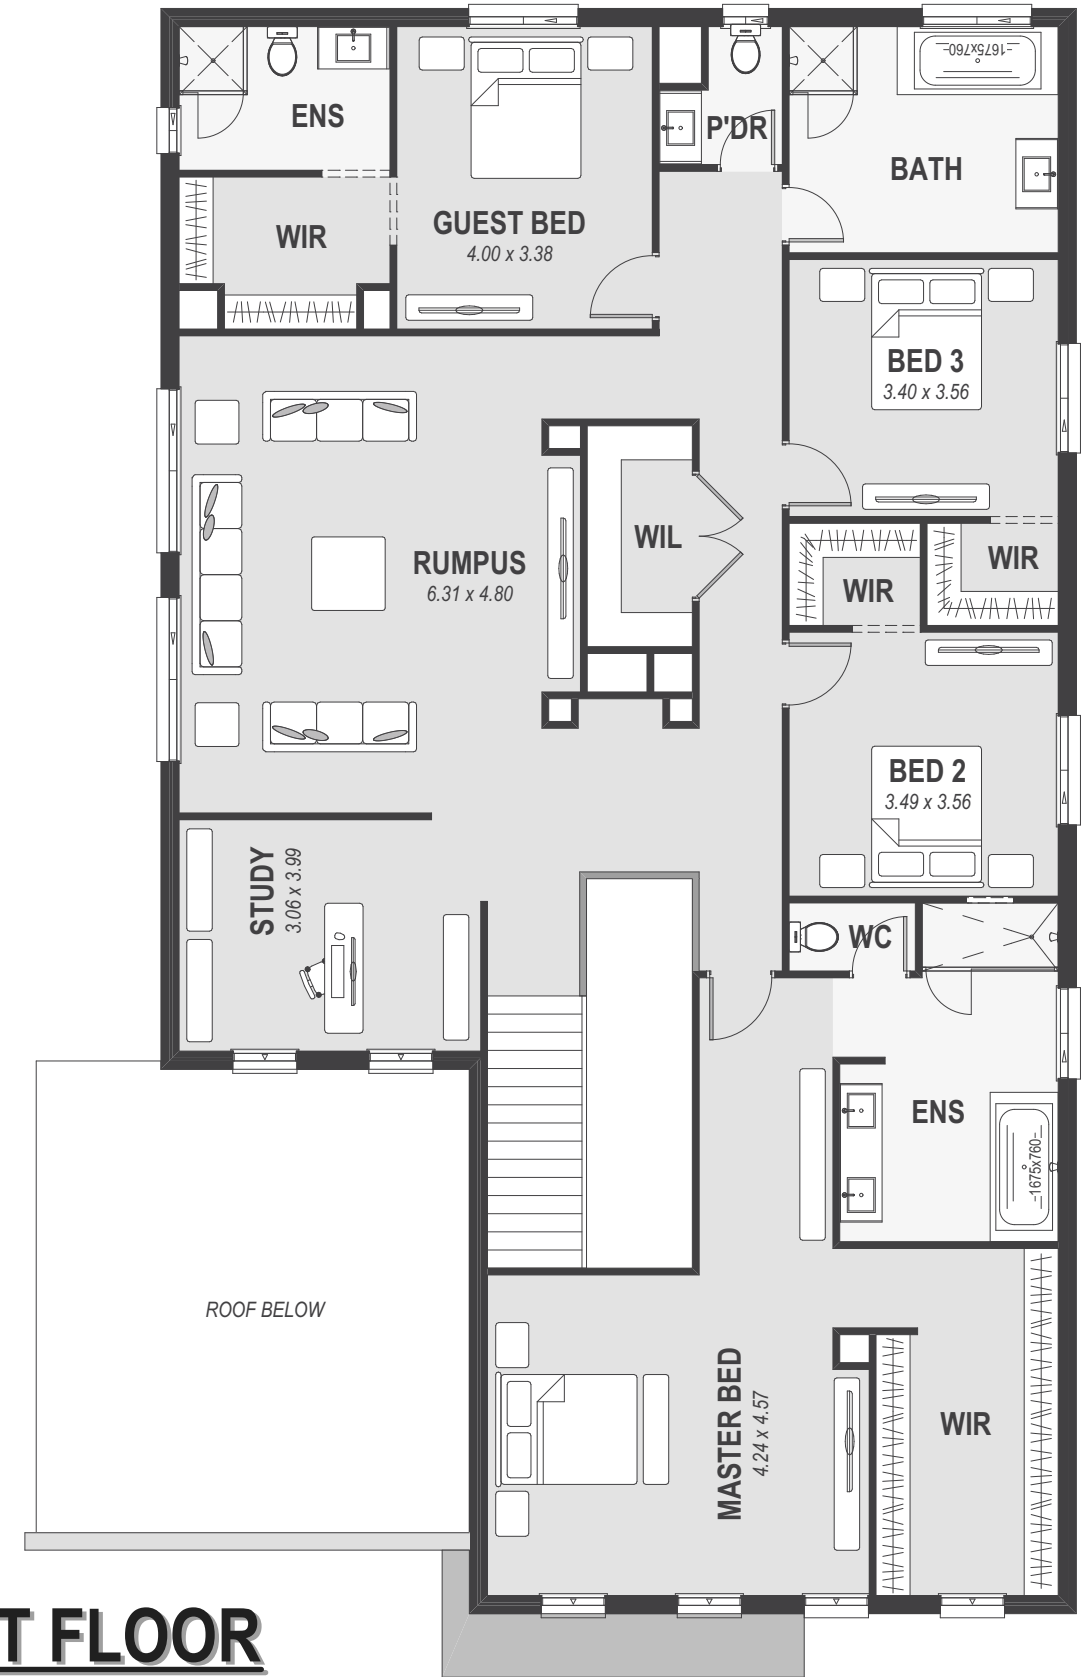 1675x760
ENS
P'DR
BATH
GUEST BED
4.00 x 3.38
WIR
BED 3
3.40 x 3.56
WIL
RUMPUS
6.31 x 4.80
WIR
WIR
BED 2
3.49 x 3.56
STUDY
3.06 x 3.99
WC
ENS
1675x760
ROOF BELOW
MASTER BED
4.24 x 4.57
WIR
T FLOOR